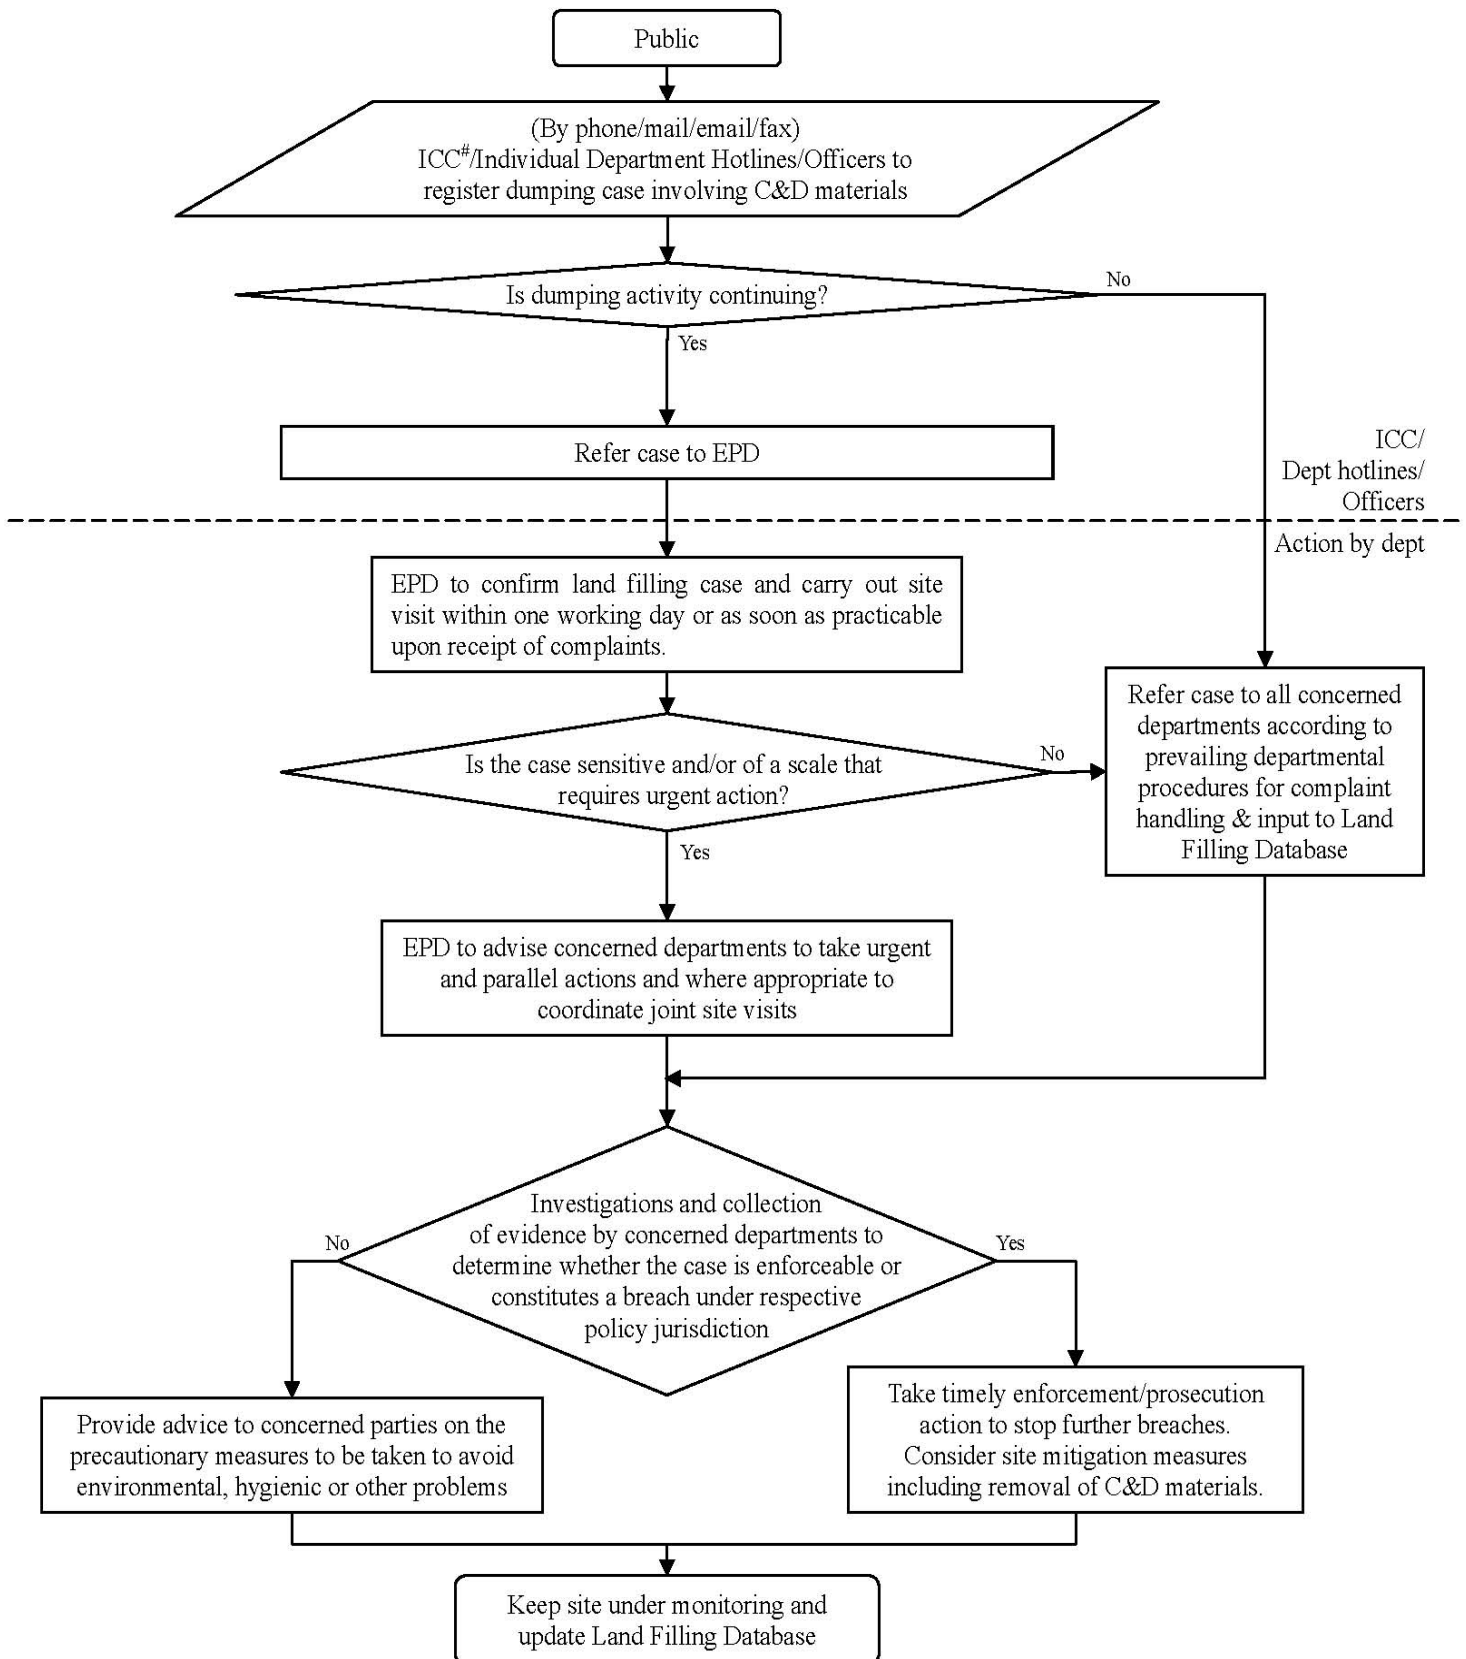 Public
(By phone/mail/email/fax)
ICC#/Individual Department Hotlines/Officers to
register dumping case involving C&D materials
Is dumping activity continuing?
No
Yes
Refer case to EPD
ICC/
Dept hotlines/
Officers
Action by dept
EPD to confirm land filling case and carry out site
visit within one working day or as soon as practicable
upon receipt of complaints.
Is the case sensitive and/or of a scale that
requires urgent action?
No
Yes
Refer case to all concerned
departments according to
prevailing departmental
procedures for complaint
handling & input to Land
Filling Database
EPD to advise concerned departments to take urgent
and parallel actions and where appropriate to
coordinate joint site visits
Investigations and collection
of evidence by concerned departments to
determine whether the case is enforceable or
constitutes a breach under respective
policy jurisdiction
No
Yes
Provide advice to concerned parties on the
precautionary measures to be taken to avoid
environmental, hygienic or other problems
Take timely enforcement/prosecution
action to stop further breaches.
Consider site mitigation measures
including removal of C&D materials.
Keep site under monitoring and
update Land Filling Database